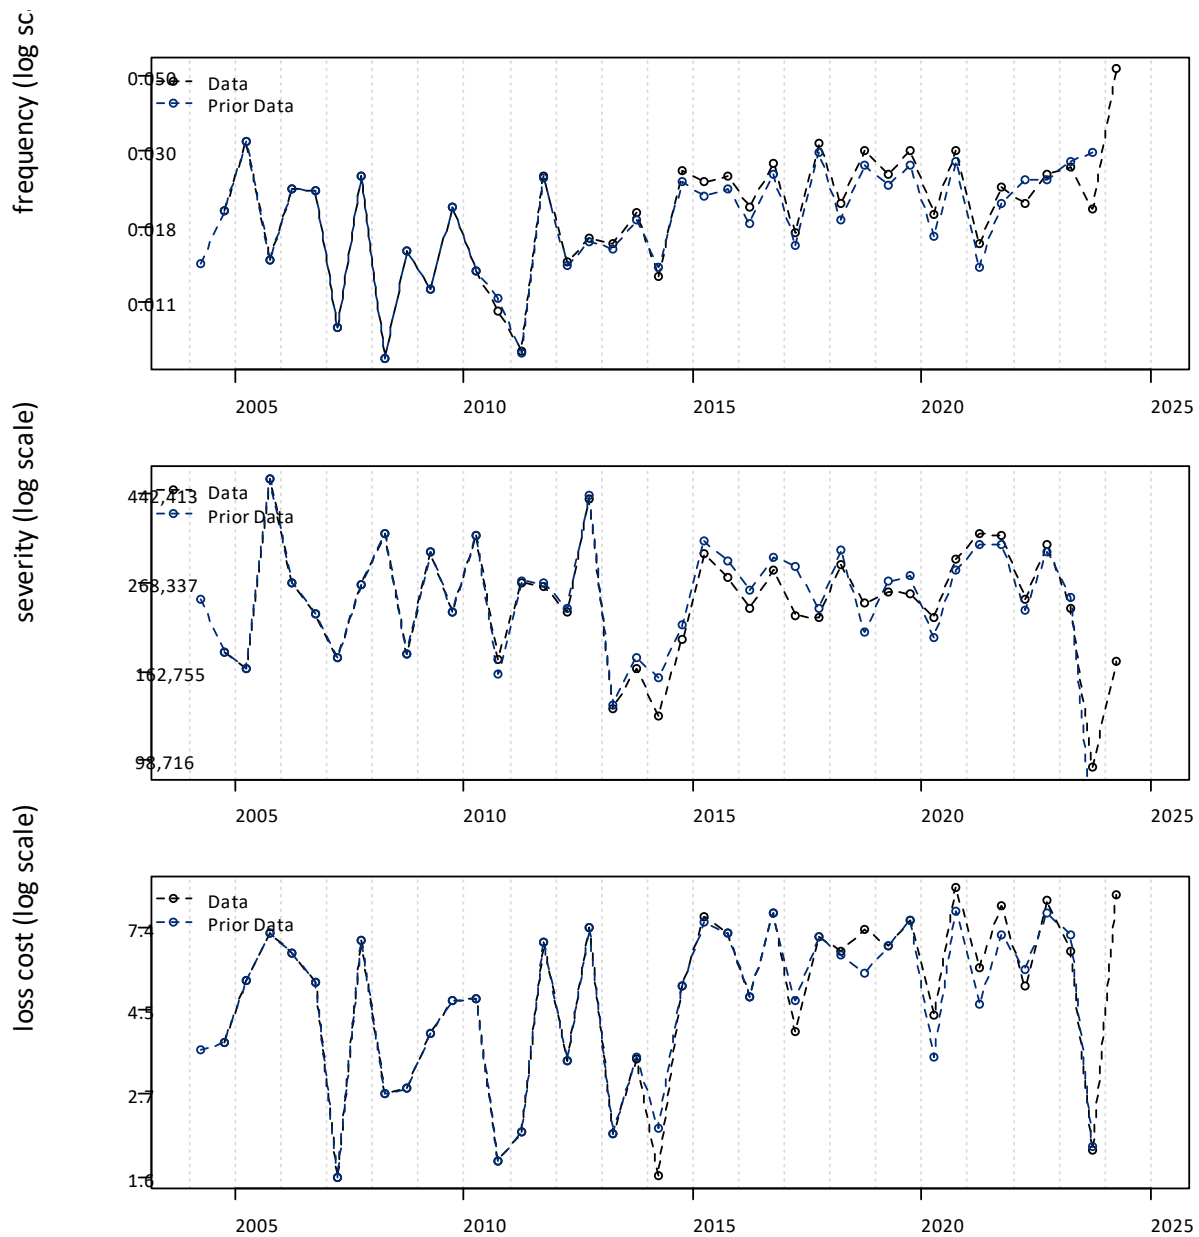 frequency (log sc
0.050
Data
Prior Data
0.030
0.018
0.011
2005 2010 2015 2020 2025
severity (log scale)
442,413
Data
Prior Data
268,337
162,755
98,716
2005 2010 2015 2020 2025
loss cost (log scale)
Data
Prior Data
7.4
4.5
2.7
1.6
2005 2010 2015 2020 2025